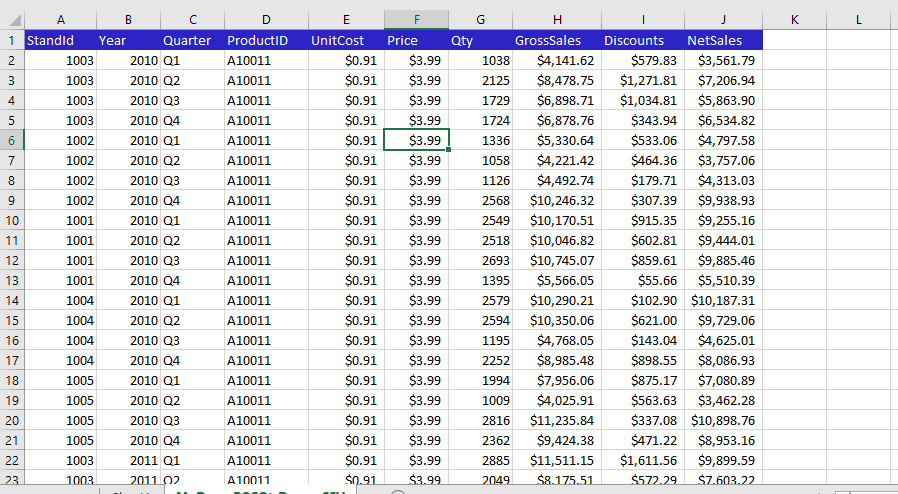 A B C D E F G H I J K L
1 StandId Year Quarter ProductID UnitCost Price Qty GrossSales Discounts NetSales
2 1003 2010 Q1 A10011 $0.91 $3.99 1038 $4,141.62 $579.83 $3,561.79
3 1003 2010 Q2 A10011 $0.91 $3.99 2125 $8,478.75 $1,271.81 $7,206.94
4 1003 2010 Q3 A10011 $0.91 $3.99 1729 $6,898.71 $1,034.81 $5,863.90
5 1003 2010 Q4 A10011 $0.91 $3.99 1724 $6,878.76 $343.94 $6,534.82
6 1002 2010 Q1 A10011 $0.91 $3.99 1336 $5,330.64 $533.06 $4,797.58
7 1002 2010 Q2 A10011 $0.91 $3.99 1058 $4,221.42 $464.36 $3,757.06
8 1002 2010 Q3 A10011 $0.91 $3.99 1126 $4,492.74 $179.71 $4,313.03
9 1002 2010 Q4 A10011 $0.91 $3.99 2568 $10,246.32 $307.39 $9,938.93
10 1001 2010 Q1 A10011 $0.91 $3.99 2549 $10,170.51 $915.35 $9,255.16
11 1001 2010 Q2 A10011 $0.91 $3.99 2518 $10,046.82 $602.81 $9,444.01
12 1001 2010 Q3 A10011 $0.91 $3.99 2693 $10,745.07 $859.61 $9,885.46
13 1001 2010 Q4 A10011 $0.91 $3.99 1395 $5,566.05 $55.66 $5,510.39
14 1004 2010 Q1 A10011 $0.91 $3.99 2579 $10,290.21 $102.90 $10,187.31
15 1004 2010 Q2 A10011 $0.91 $3.99 2594 $10,350.06 $621.00 $9,729.06
16 1004 2010 Q3 A10011 $0.91 $3.99 1195 $4,768.05 $143.04 $4,625.01
17 1004 2010 Q4 A10011 $0.91 $3.99 2252 $8,985.48 $898.55 $8,086.93
18 1005 2010 Q1 A10011 $0.91 $3.99 1994 $7,956.06 $875.17 $7,080.89
19 1005 2010 Q2 A10011 $0.91 $3.99 1009 $4,025.91 $563.63 $3,462.28
20 1005 2010 Q3 A10011 $0.91 $3.99 2816 $11,235.84 $337.08 $10,898.76
21 1005 2010 Q4 A10011 $0.91 $3.99 2362 $9,424.38 $471.22 $8,953.16
22 1003 2011 Q1 A10011 $0.91 $3.99 2885 $11,511.15 $1,611.56 $9,899.59
23 1003 2011 Q2 A10011 $0.91 $3.99 2049 $8,175.51 $572.29 $7,603.22